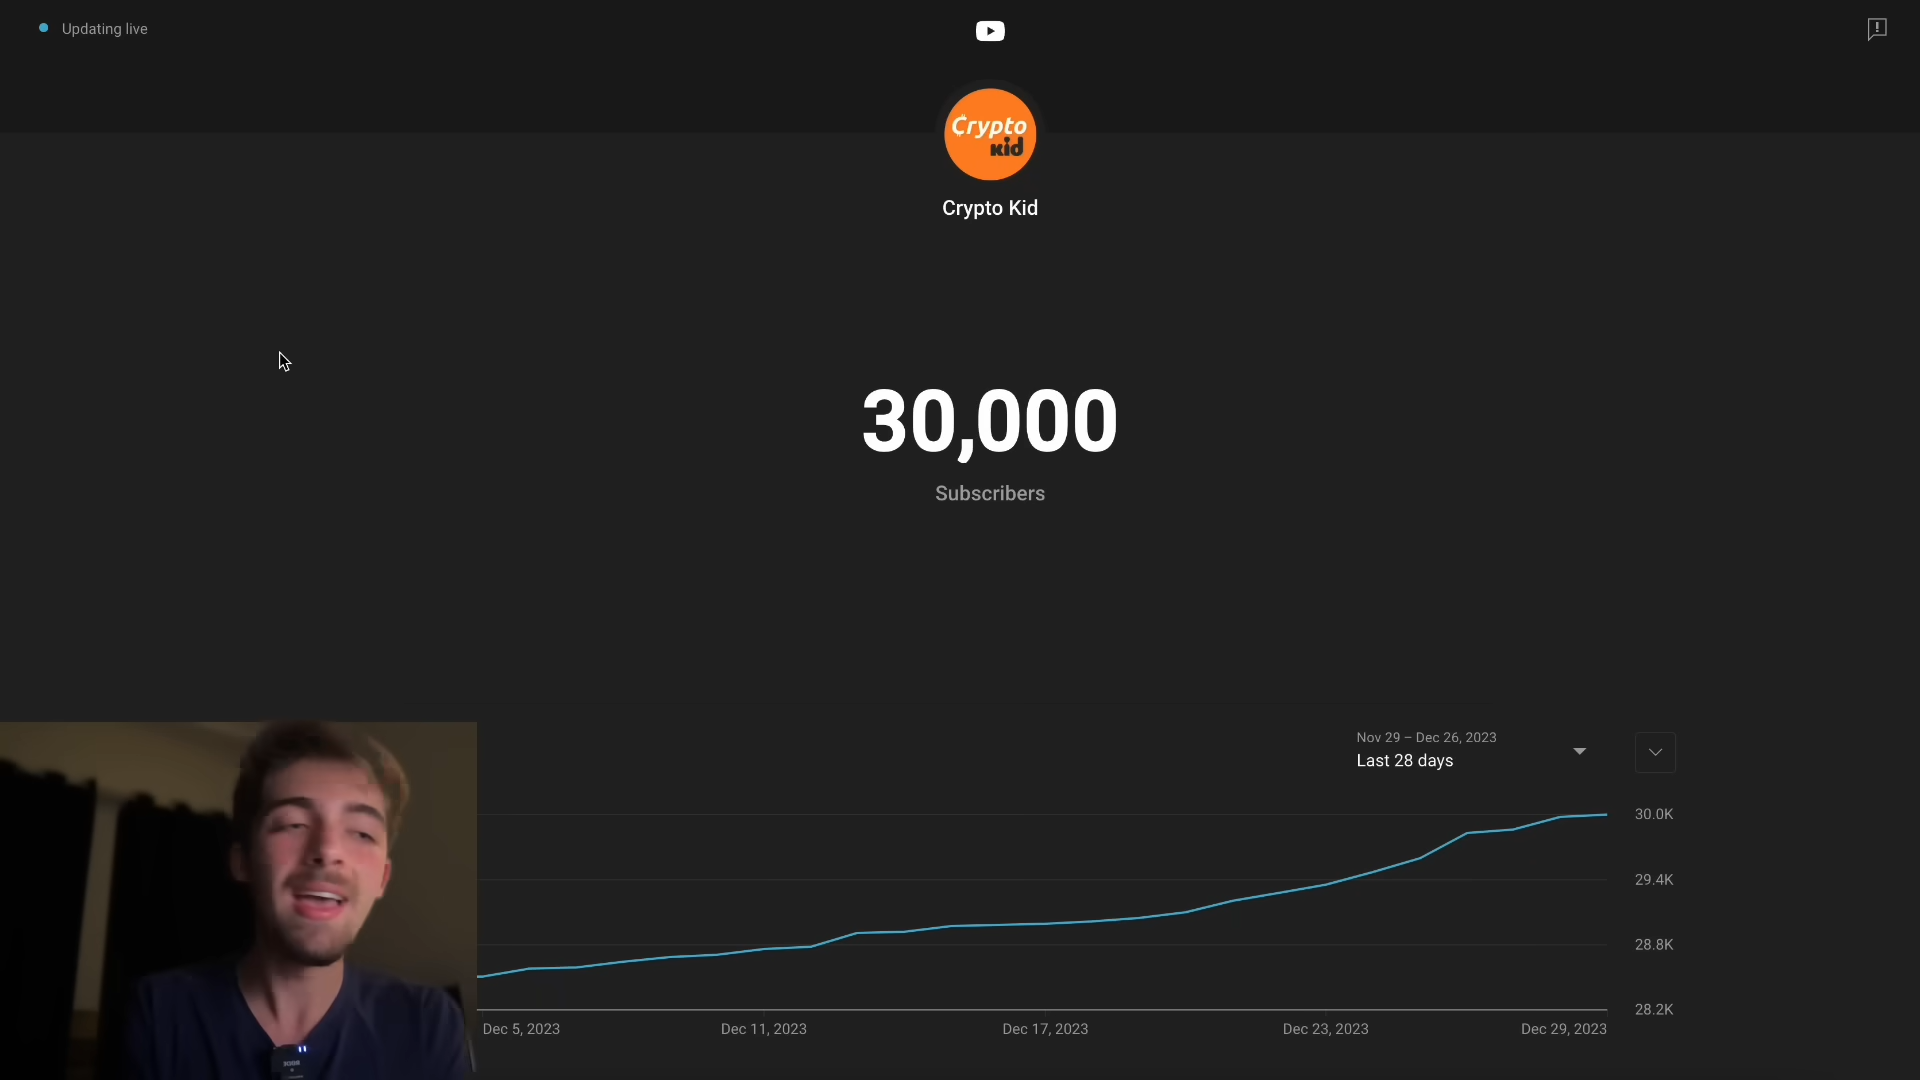 Updating live
Crypto
Kid
Crypto Kid
30,000
Subscribers
Nov 29 – Dec 26, 2023
Last 28 days
30.0K
29.4K
28.8K
28.2K
Dec 5, 2023
Dec 11, 2023
Dec 17, 2023
Dec 23, 2023
Dec 29, 2023